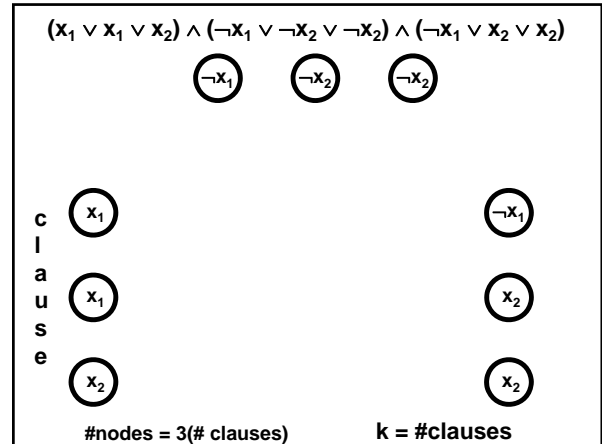 (x₁ ∨ x₁ ∨ x₂) ∧ (¬x₁ ∨ ¬x₂ ∨ ¬x₂) ∧ (¬x₁ ∨ x₂ ∨ x₂)
¬x₁ ¬x₂ ¬x₂
clause
x₁
x₁
x₂
¬x₁
x₂
x₂
#nodes = 3(# clauses)
k = #clauses